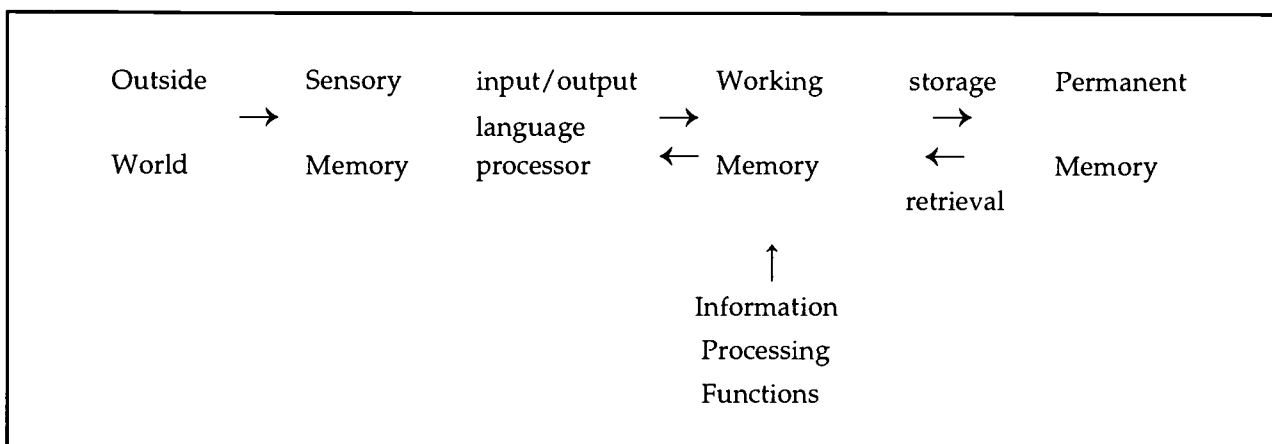 Outside Sensory input/output Working storage Permanent
→ → →
language
← ←
World Memory processor Memory Memory
retrieval
↑
Information
Processing
Functions